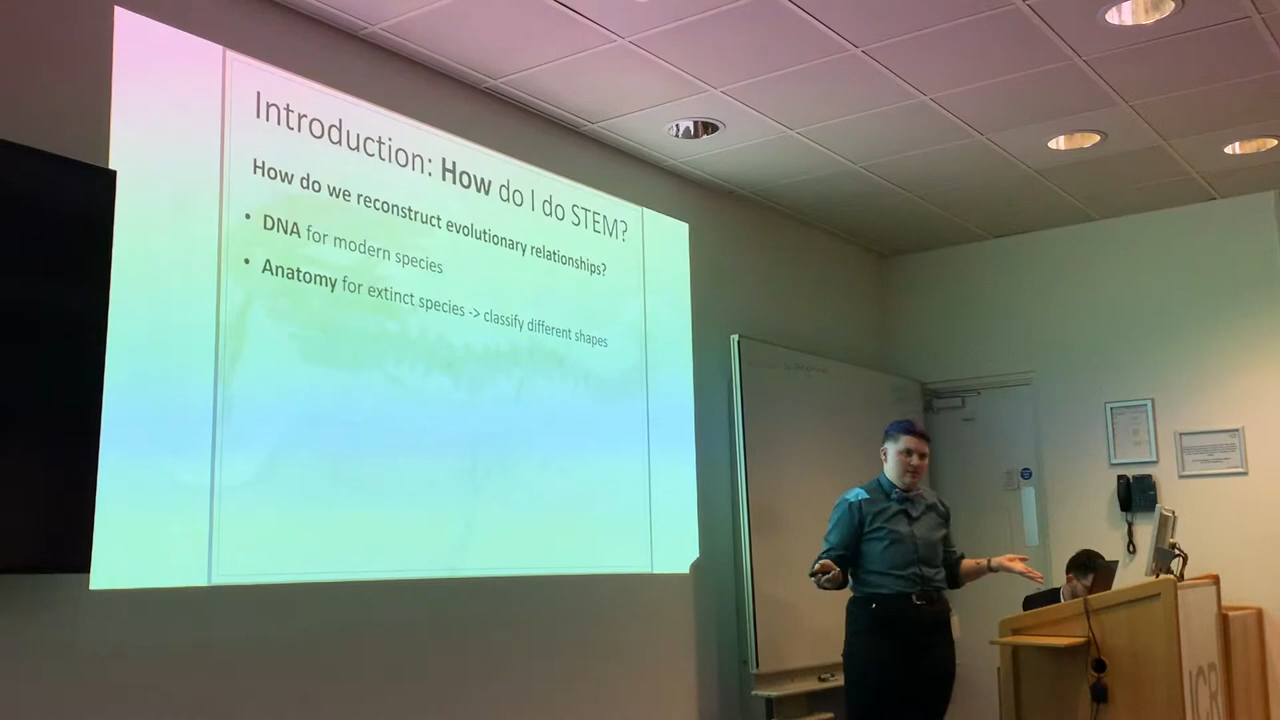 Introduction: How do I do STEM?
How do we reconstruct evolutionary relationships?
• DNA for modern species
• Anatomy for extinct species -> classify different shapes
ICR